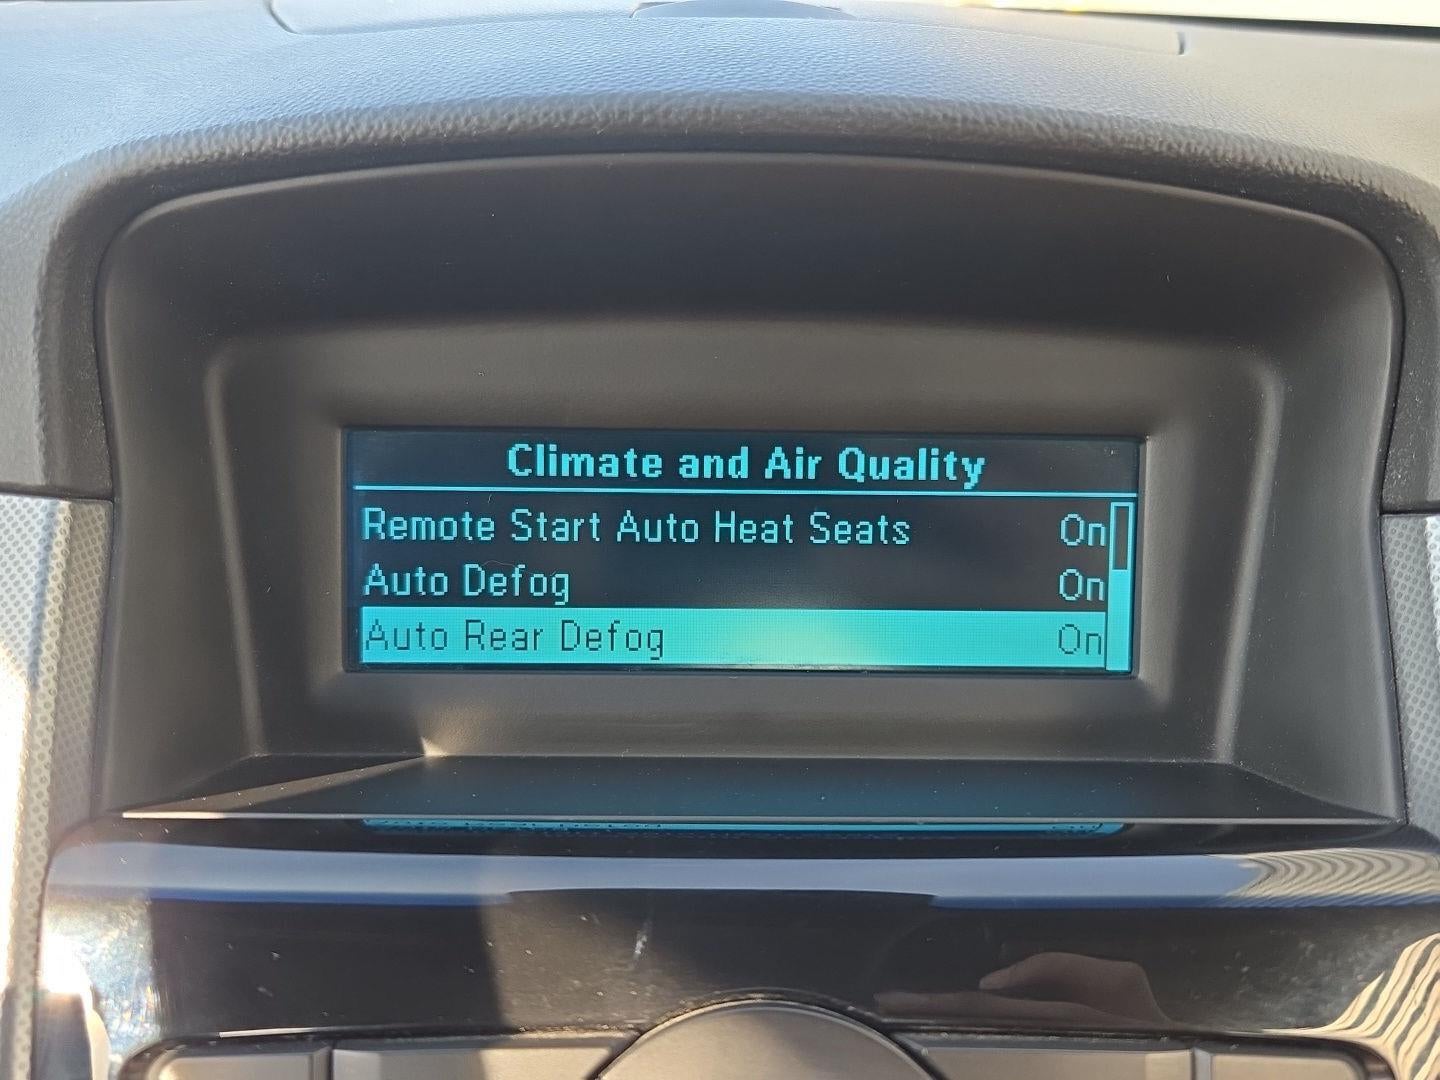 Climate and Air Quality
Remote Start Auto Heat Seats On
Auto Defog On
Auto Rear Defog On